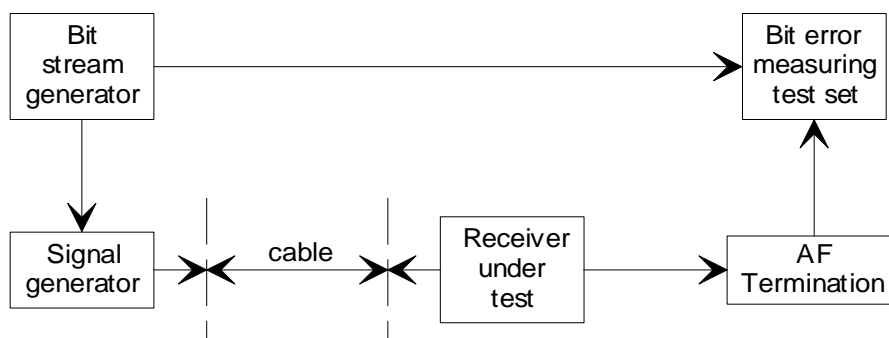 Bit
stream
generator
Bit error
measuring
test set
Signal
generator
cable
Receiver
under
test
AF
Termination